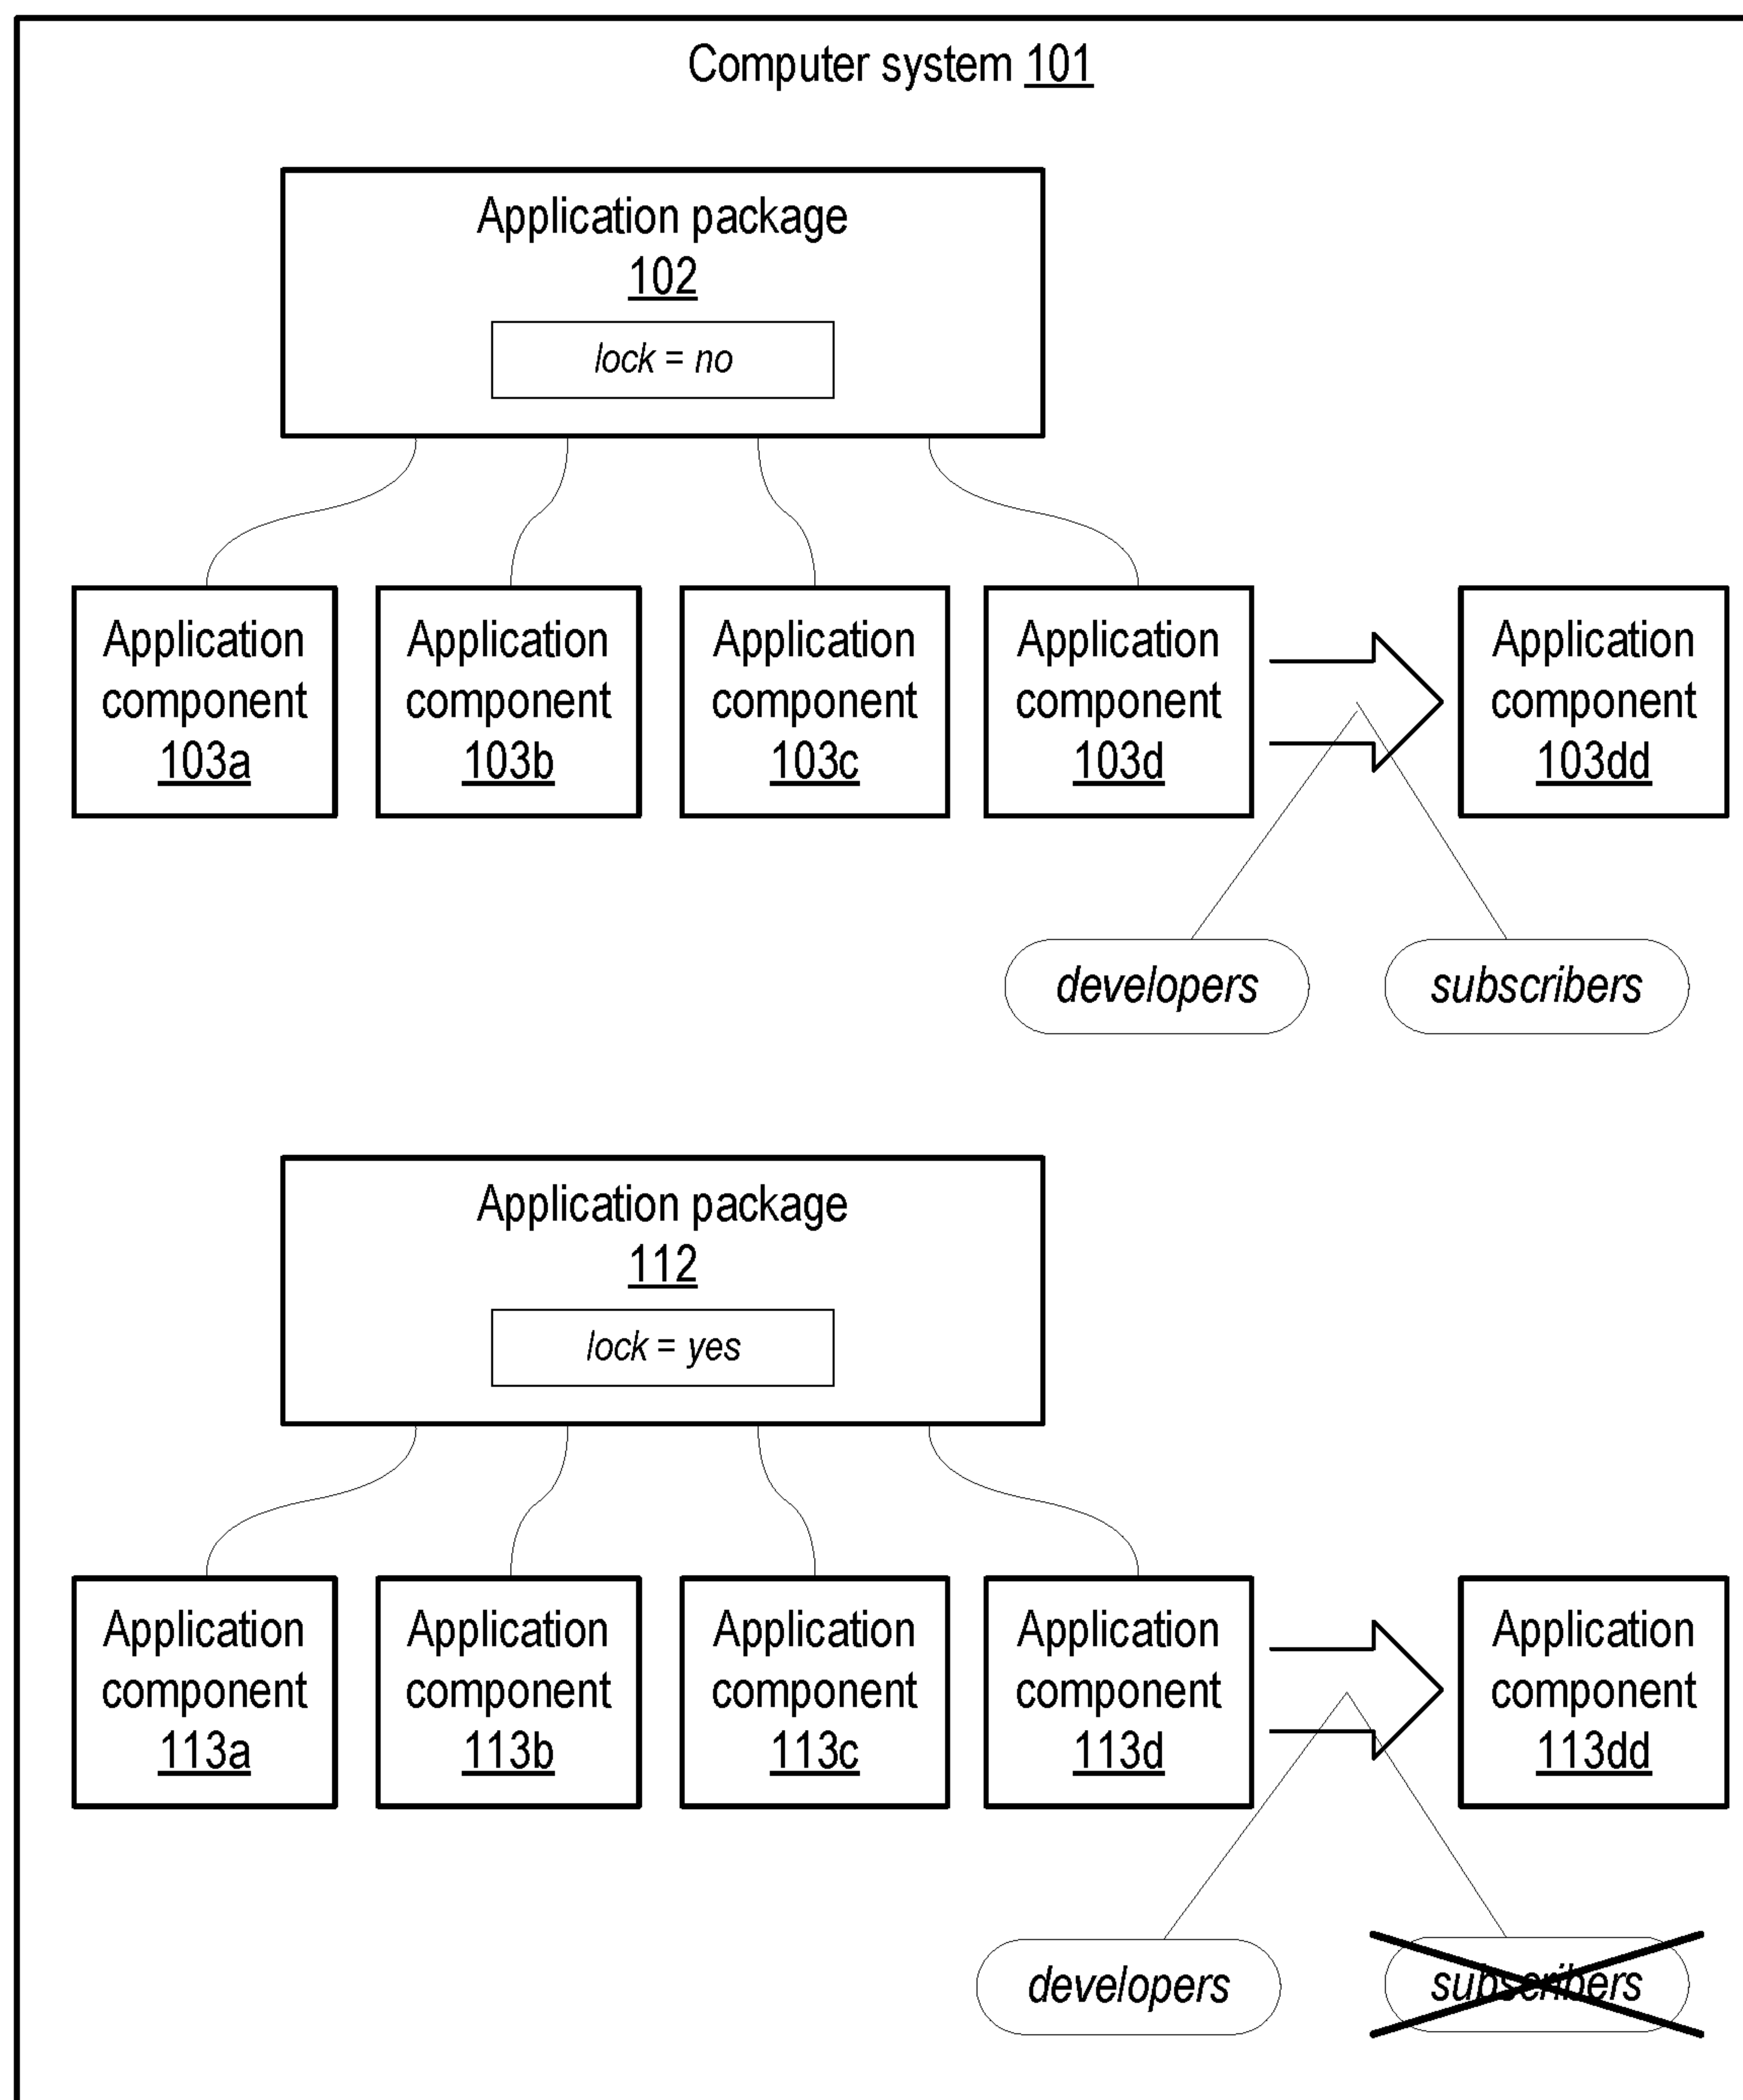 Computer system 101
Application package
102
lock = no
Application
component
103a
Application
component
103b
Application
component
103c
Application
component
103d
Application
component
103dd
developers
subscribers
Application package
112
lock = yes
Application
component
113a
Application
component
113b
Application
component
113c
Application
component
113d
Application
component
113dd
developers
subscribers